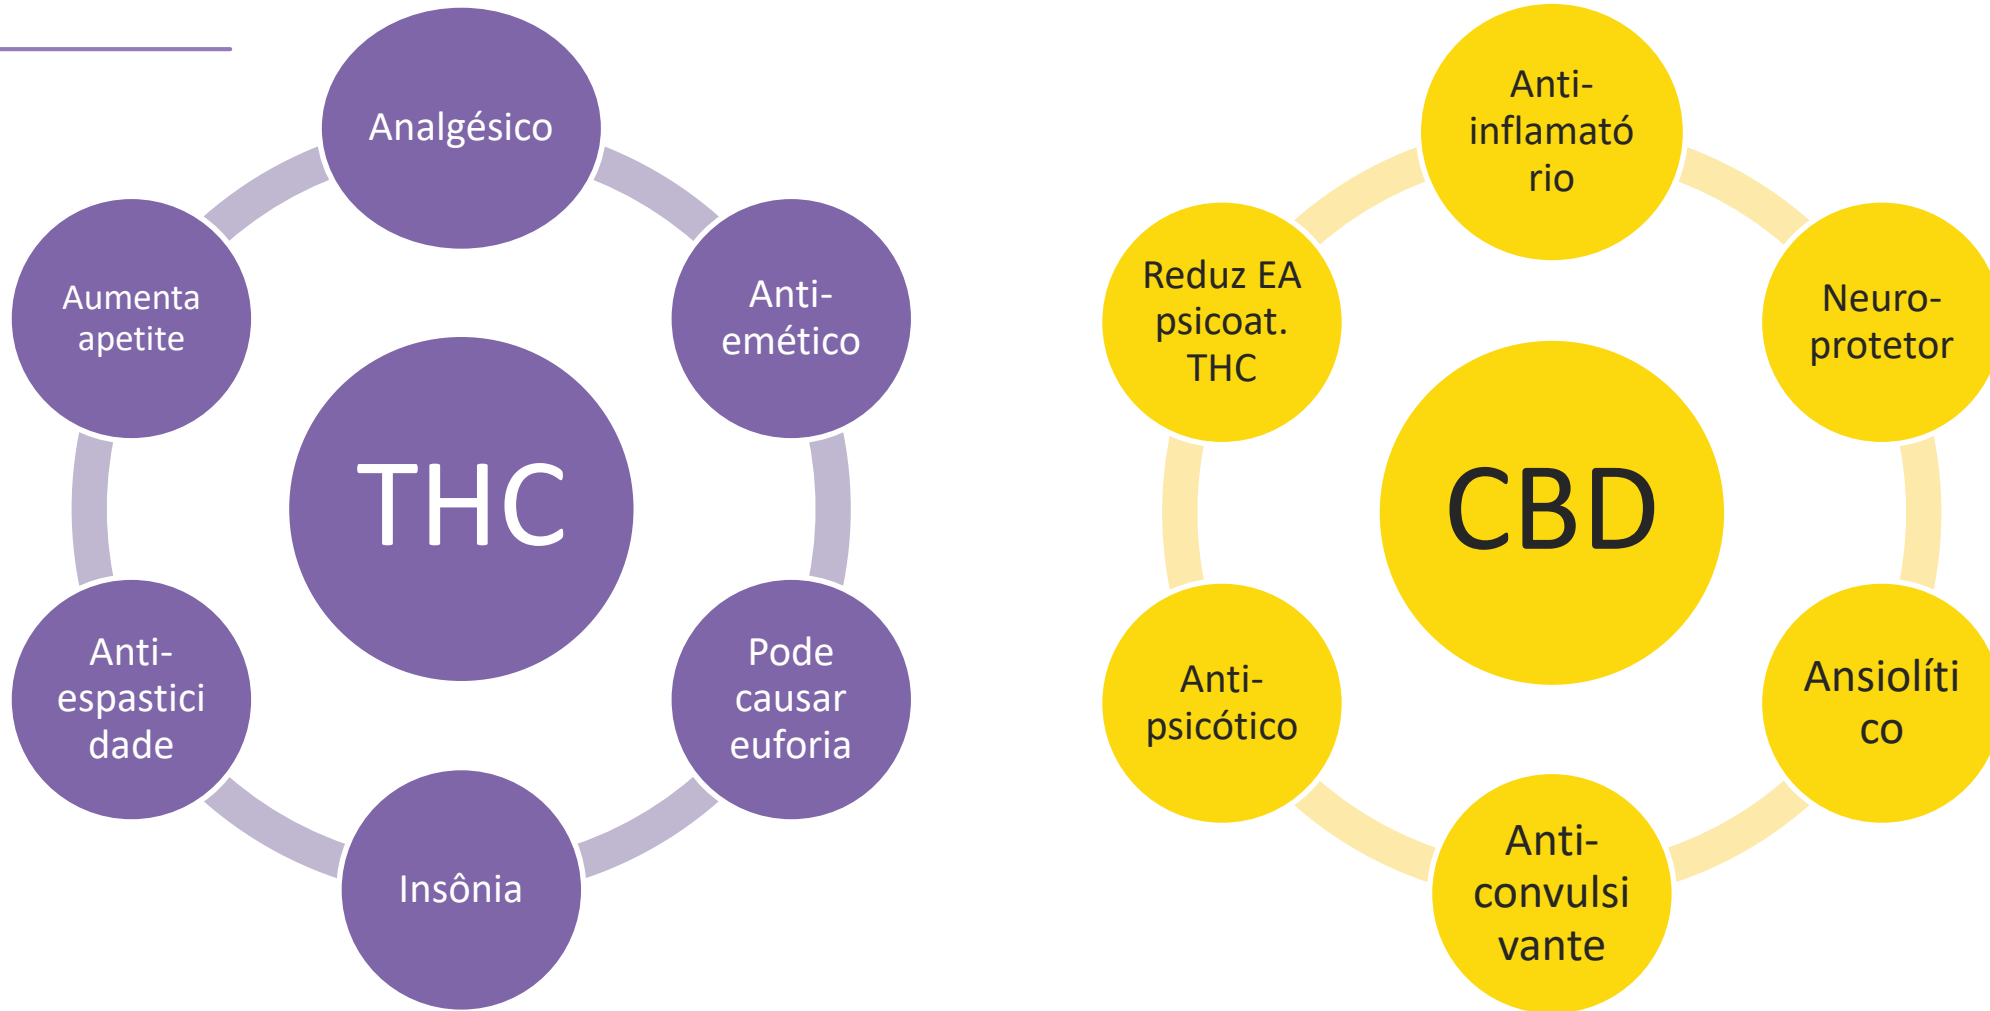 Analgésico
Anti-
emético
Pode
causar
euforia
Insônia
Anti-
espastici
dade
Aumenta
apetite
THC
Anti-
inflamató
rio
Neuro-
protetor
Ansiolíti
co
Anti-
convulsi
vante
Anti-
psicótico
Reduz EA
psicoat.
THC
CBD